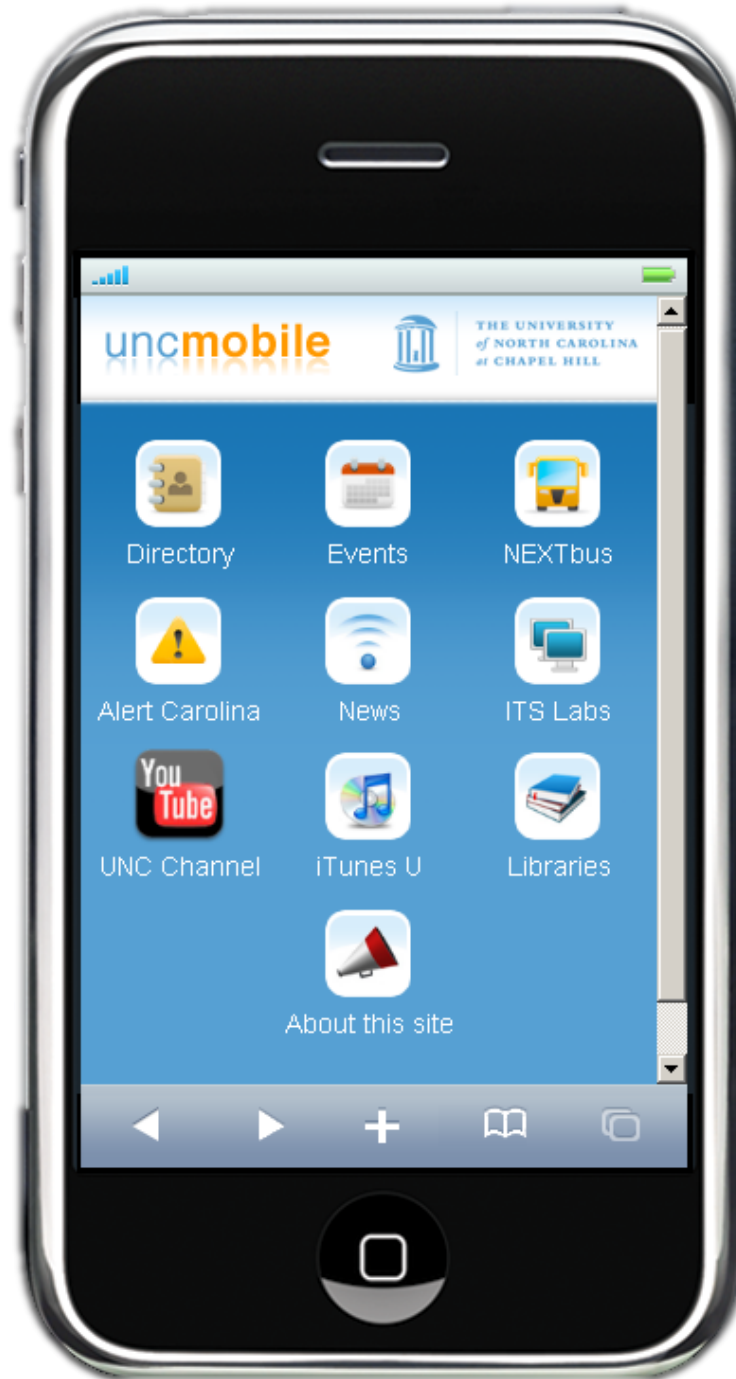 uncmobile
THE UNIVERSITY
of NORTH CAROLINA
at CHAPEL HILL
Directory
Events
NEXTbus
Alert Carolina
News
ITS Labs
You
Tube
UNC Channel
iTunes U
Libraries
About this site